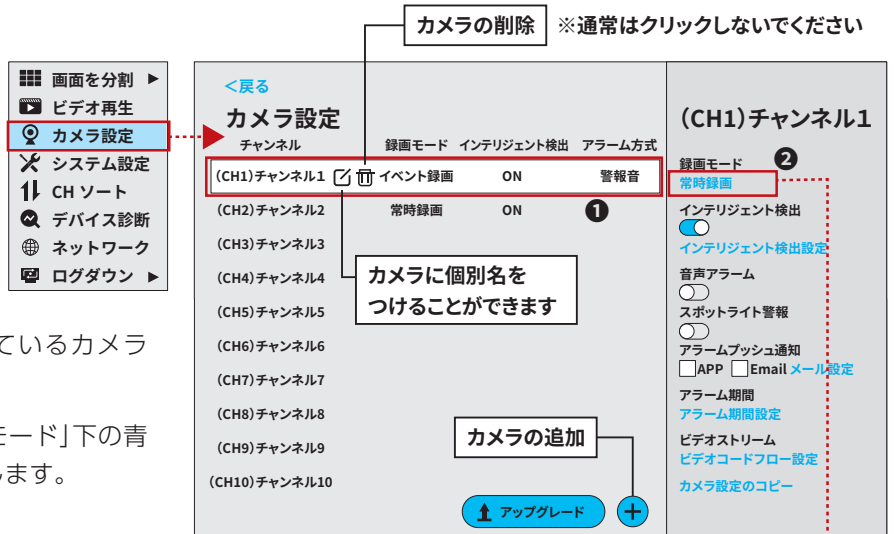 カメラの削除 ※通常はクリックしないでください
画面を分割 ▶
ビデオ再生
カメラ設定
システム設定
CH ソート
デバイス診断
ネットワーク
ログダウン ▶
ているカメラ
モード」下の青
します。
<戻る
カメラ設定
チャンネル 録画モード インテリジェント検出 アラーム方式
(CH1)チャンネル1 イベント録画 ON 警報音
(CH2)チャンネル2 常時録画 ON ❶
(CH3)チャンネル3
(CH4)チャンネル4
(CH5)チャンネル5
(CH6)チャンネル6
(CH7)チャンネル7
(CH8)チャンネル8
(CH9)チャンネル9
(CH10)チャンネル10
カメラに個別名を
つけることができます
カメラの追加
アップグレード
(CH1)チャンネル1
録画モード ❷
常時録画
インテリジェント検出
インテリジェント検出設定
音声アラーム
スポットライト警報
アラームプッシュ通知
APP Email メール設定
アラーム期間
アラーム期間設定
ビデオストリーム
ビデオコードフロー設定
カメラ設定のコピー